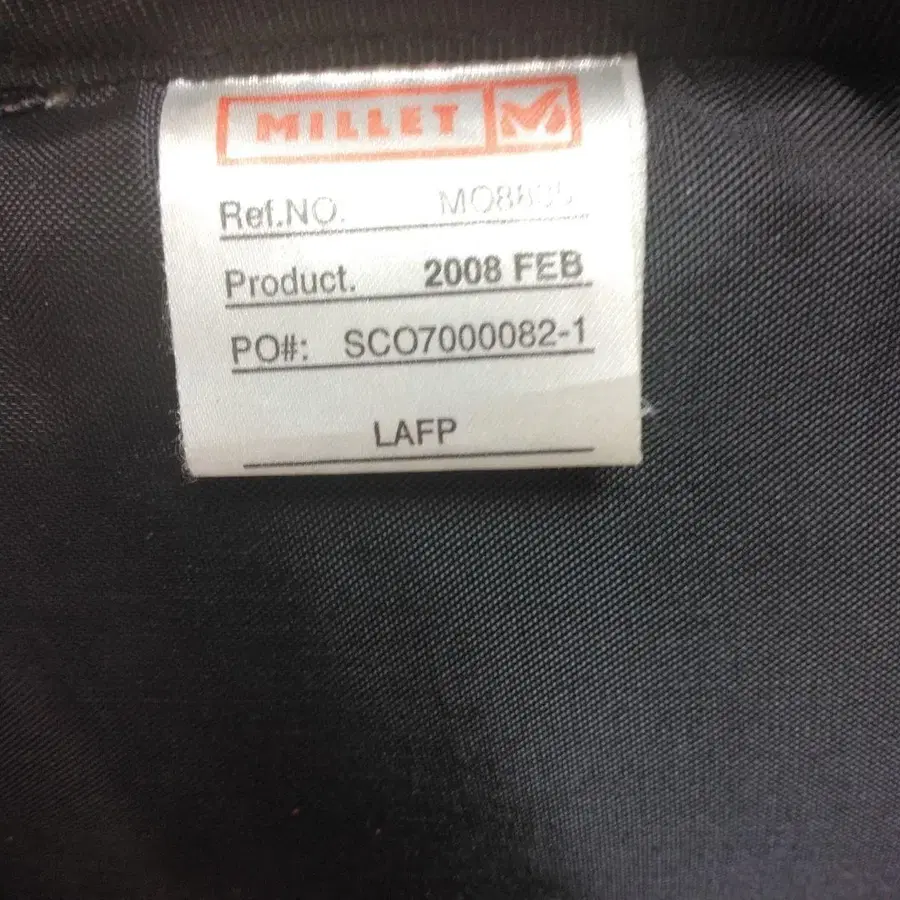 MILLET
Ref.NO.
Product. 2008 FEB
PO#: SCO7000082-1
LAFP